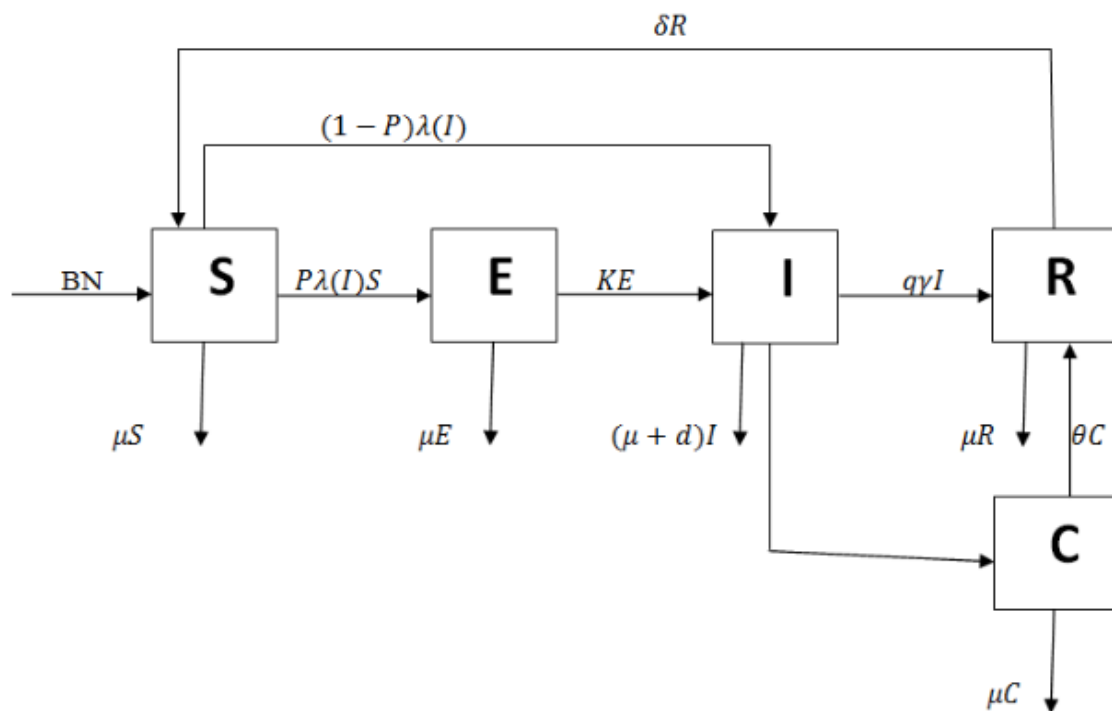 δR
(1 − P)λ(I)
BN
S
Pλ(I)S
E
KE
I
qγI
R
μS
μE
(μ + d)I
μR
θC
C
μC